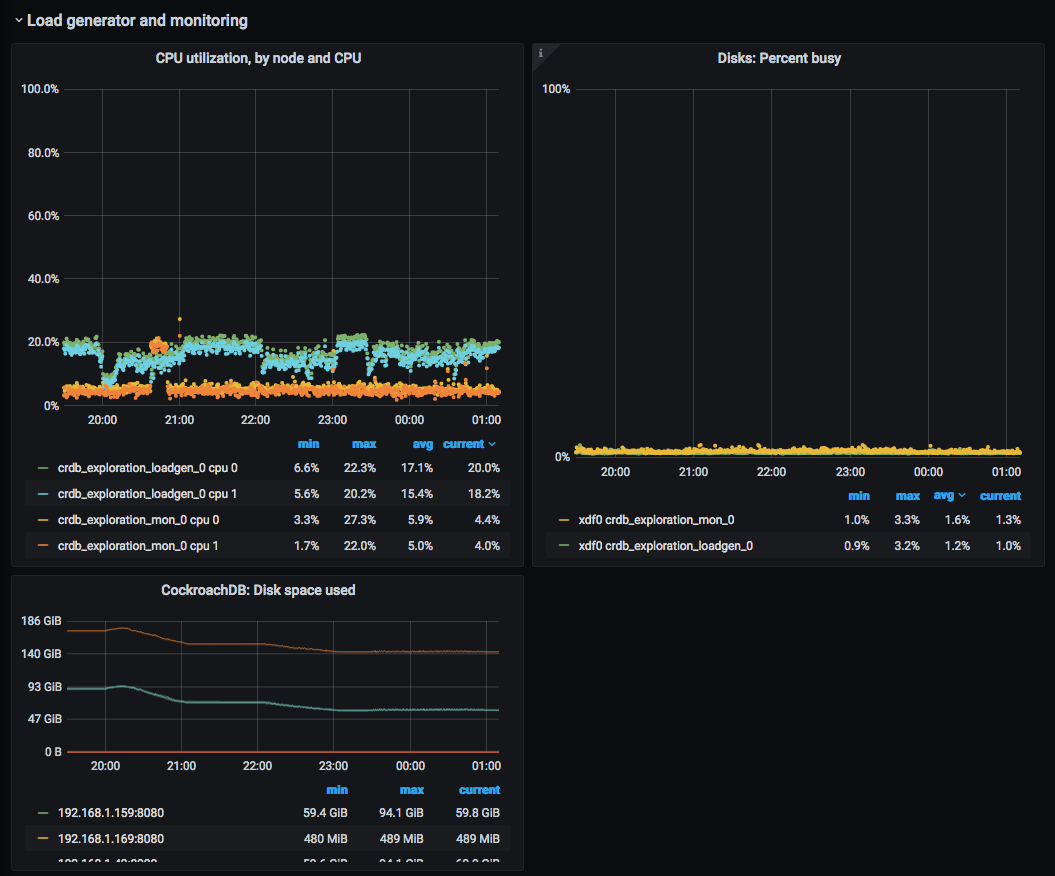 Load generator and monitoring
CPU utilization, by node and CPU
100.0%
80.0%
60.0%
40.0%
20.0%
0%
20:00 21:00 22:00 23:00 00:00 01:00
min max avg current
crdb_exploration_loadgen_0 cpu 0 6.6% 22.3% 17.1% 20.0%
crdb_exploration_loadgen_0 cpu 1 5.6% 20.2% 15.4% 18.2%
crdb_exploration_mon_0 cpu 0 3.3% 27.3% 5.9% 4.4%
crdb_exploration_mon_0 cpu 1 1.7% 22.0% 5.0% 4.0%
i
Disks: Percent busy
100%
0%
20:00 21:00 22:00 23:00 00:00 01:00
min max avg current
xdf0 crdb_exploration_mon_0 1.0% 3.3% 1.6% 1.3%
xdf0 crdb_exploration_loadgen_0 0.9% 3.2% 1.2% 1.0%
CockroachDB: Disk space used
186 GiB
140 GiB
93 GiB
47 GiB
0 B
20:00 21:00 22:00 23:00 00:00 01:00
min max current
192.168.1.159:8080 59.4 GiB 94.1 GiB 59.8 GiB
192.168.1.169:8080 480 MiB 489 MiB 489 MiB